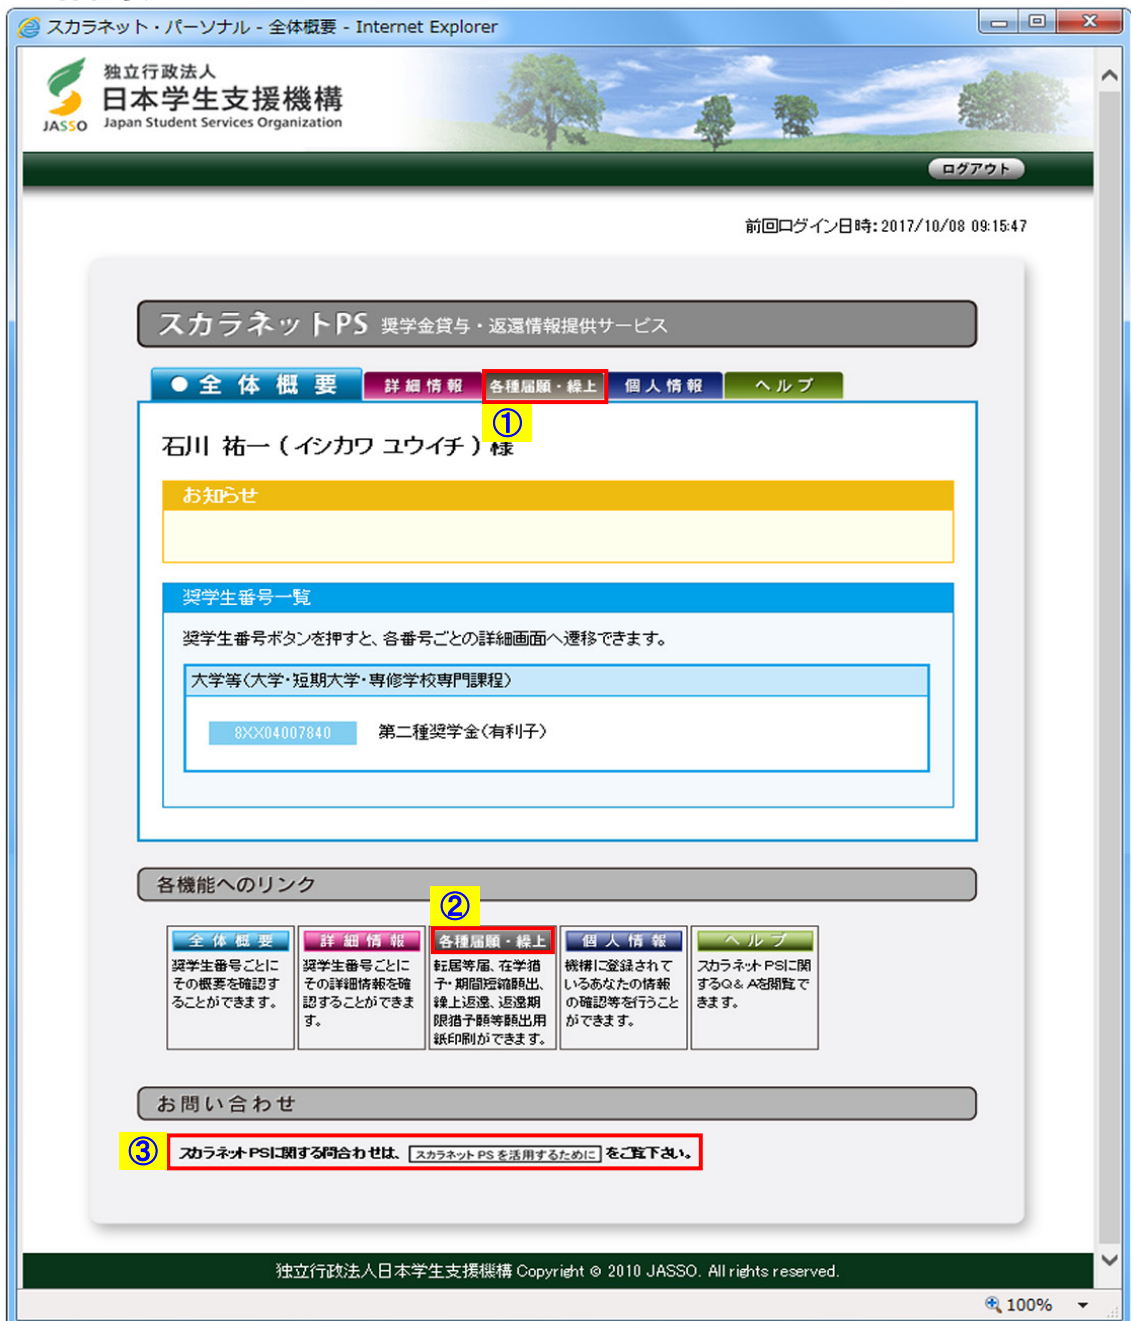 スカラネット・パーソナル - 全体概要 - Internet Explorer
独立行政法人
日本学生支援機構
JASSO Japan Student Services Organization
ログアウト
前回ログイン日時：2017/10/08 09:15:47
スカラネットPS 奨学金貸与・返還情報提供サービス
●全体概要 詳細情報 各種届願・繰上 個人情報 ヘルプ
①
石川 祐一（イシカワ ユウイチ）様
お知らせ
奨学生番号一覧
奨学生番号ボタンを押すと、各番号ごとの詳細画面へ遷移できます。
大学等（大学・短期大学・専修学校専門課程）
8XX04007840 第二種奨学金（有利子）
各機能へのリンク
②
全体概要
奨学生番号ごとに
その概要を確認す
ることができます。
詳細情報
奨学生番号ごとに
その詳細情報を確
認することができま
す。
各種届願・繰上
転居等届、在学猶
予・期間短縮願出、
繰上返還、返還期
限猶予願等願出用
紙印刷ができます。
個人情報
機構に登録されて
いるあなたの情報
の確認等を行うこと
ができます。
ヘルプ
スカラネットPSに関
するQ&Aを閲覧で
きます。
お問い合わせ
③ スカラネットPSに関する問合わせは、 スカラネットPSを活用するために をご覧下さい。
独立行政法人日本学生支援機構 Copyright © 2010 JASSO. All rights reserved.
100%